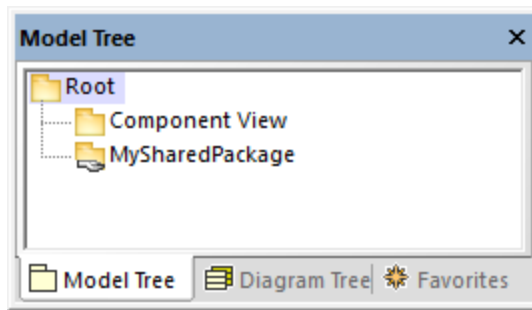 Model Tree
Root
Component View
MySharedPackage
Model Tree Diagram Tree Favorites